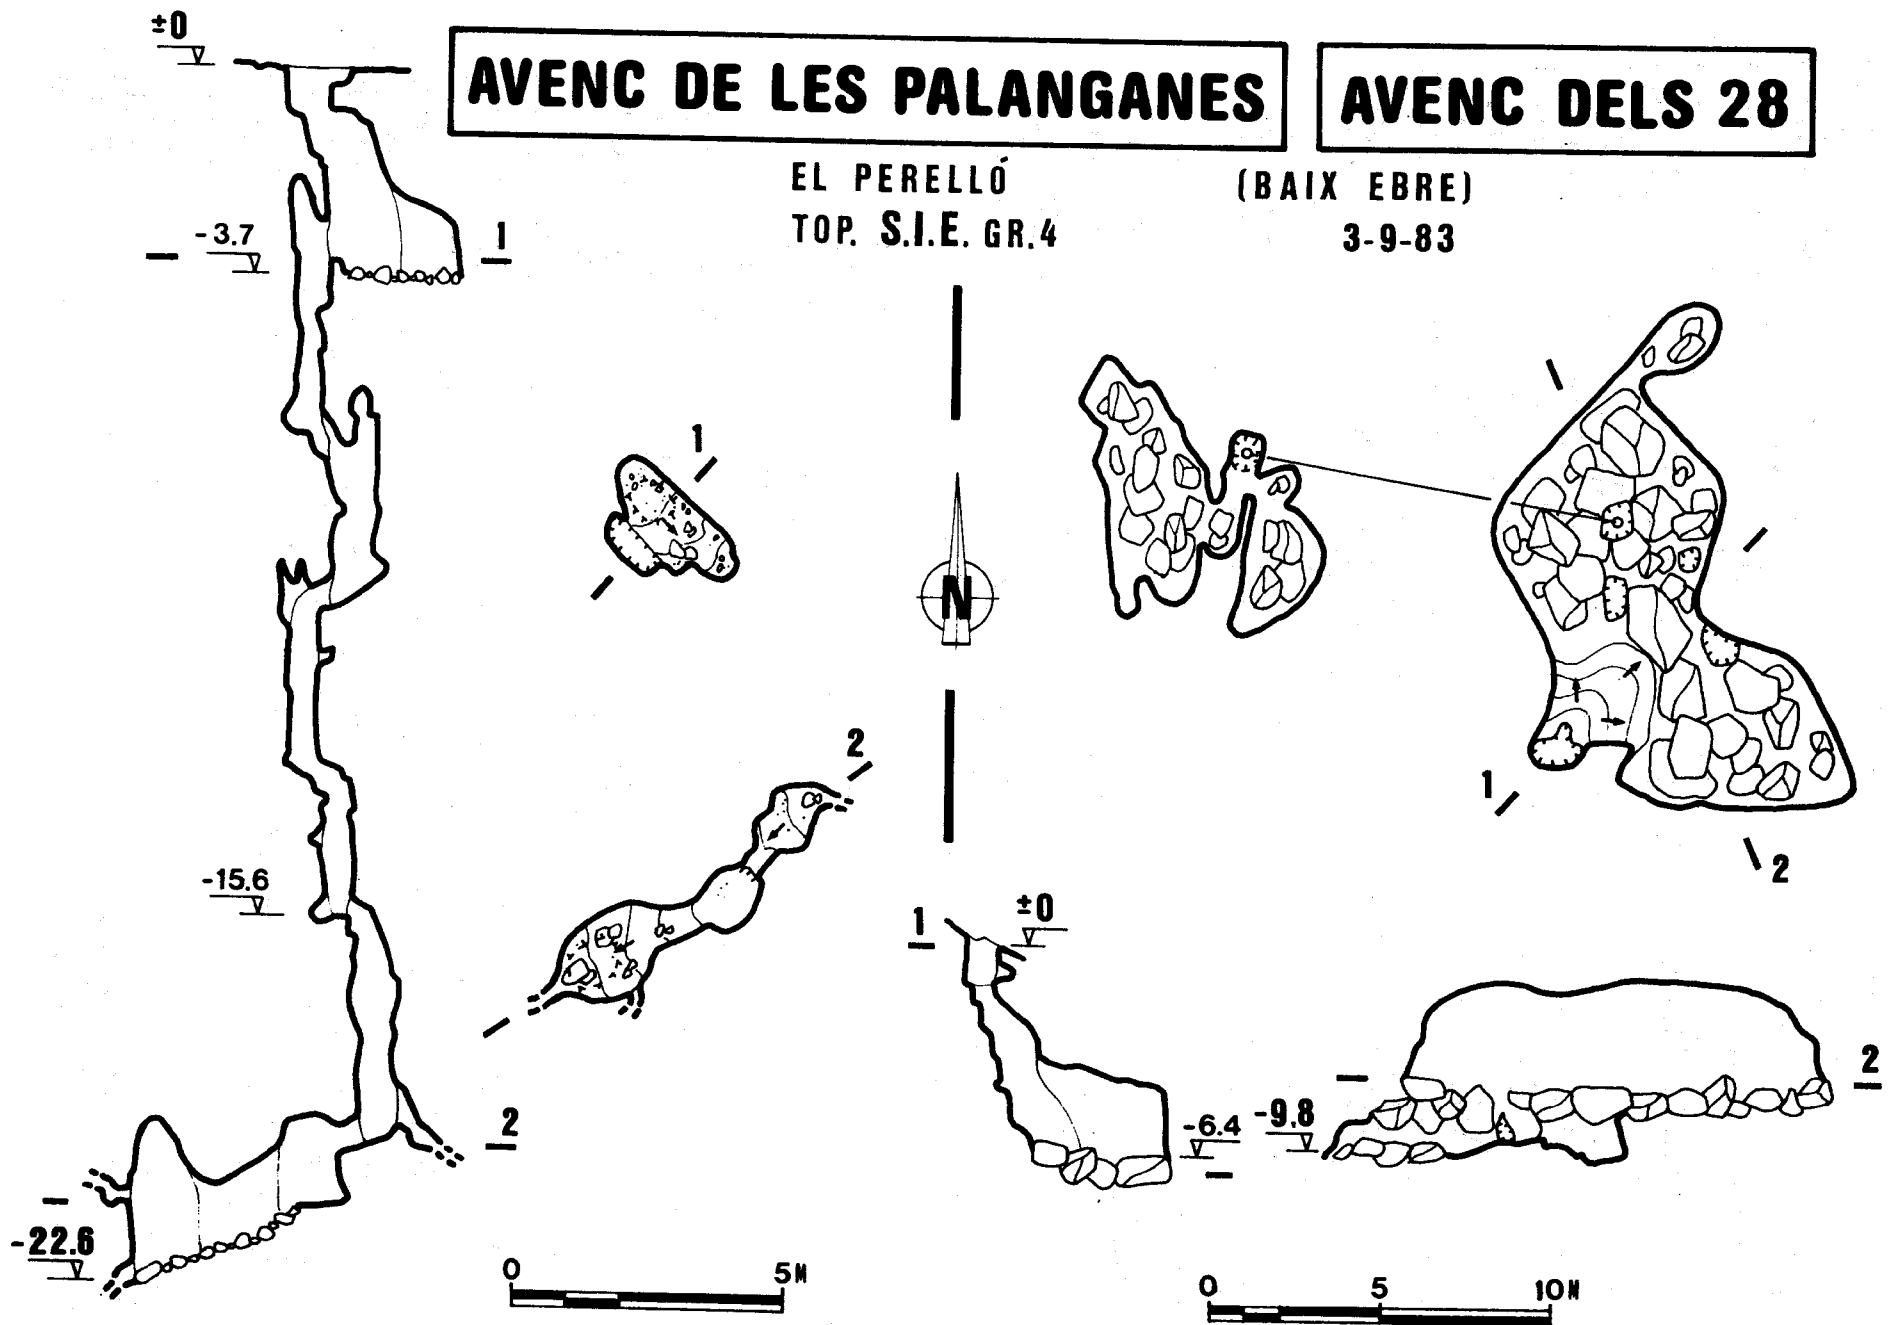 ±0
AVENC DE LES PALANGANES
AVENC DELS 28
EL PERELLÓ (BAIX EBRE)
TOP. S.I.E. GR.4 3-9-83
-3.7
1
1
N
2
1
2
-15.6
1
±0
2
-6.4
-9.8
2
-22.6
0 5M
0 5 10M